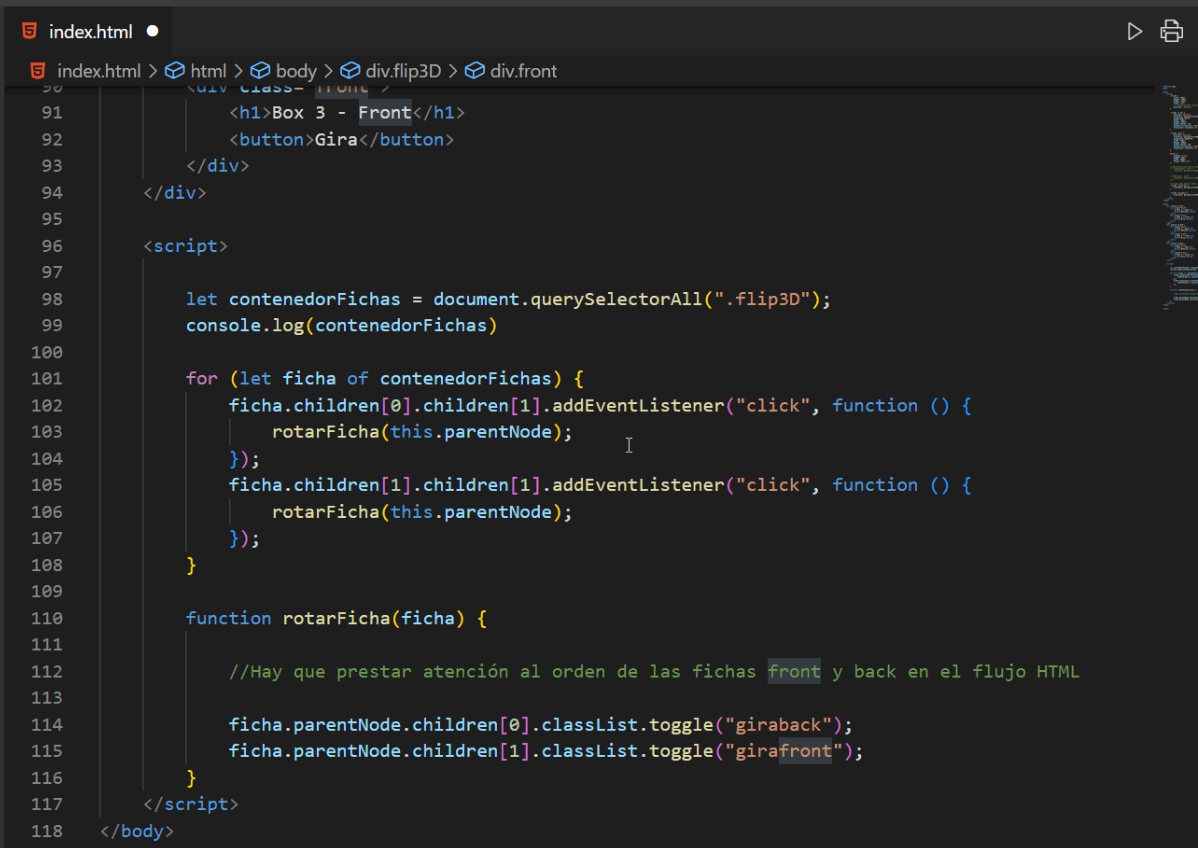 index.html
index.html > html > body > div.flip3D > div.front
90 <div class="front">
91 <h1>Box 3 - Front</h1>
92 <button>Gira</button>
93 </div>
94 </div>
95
96 <script>
97
98 let contenedorFichas = document.querySelectorAll(".flip3D");
99 console.log(contenedorFichas)
100
101 for (let ficha of contenedorFichas) {
102 ficha.children[0].children[1].addEventListener("click", function () {
103 rotarFicha(this.parentNode);
104 });
105 ficha.children[1].children[1].addEventListener("click", function () {
106 rotarFicha(this.parentNode);
107 });
108 }
109
110 function rotarFicha(ficha) {
111
112 //Hay que prestar atención al orden de las fichas front y back en el flujo HTML
113
114 ficha.parentNode.children[0].classList.toggle("giraback");
115 ficha.parentNode.children[1].classList.toggle("girafront");
116 }
117 </script>
118 </body>